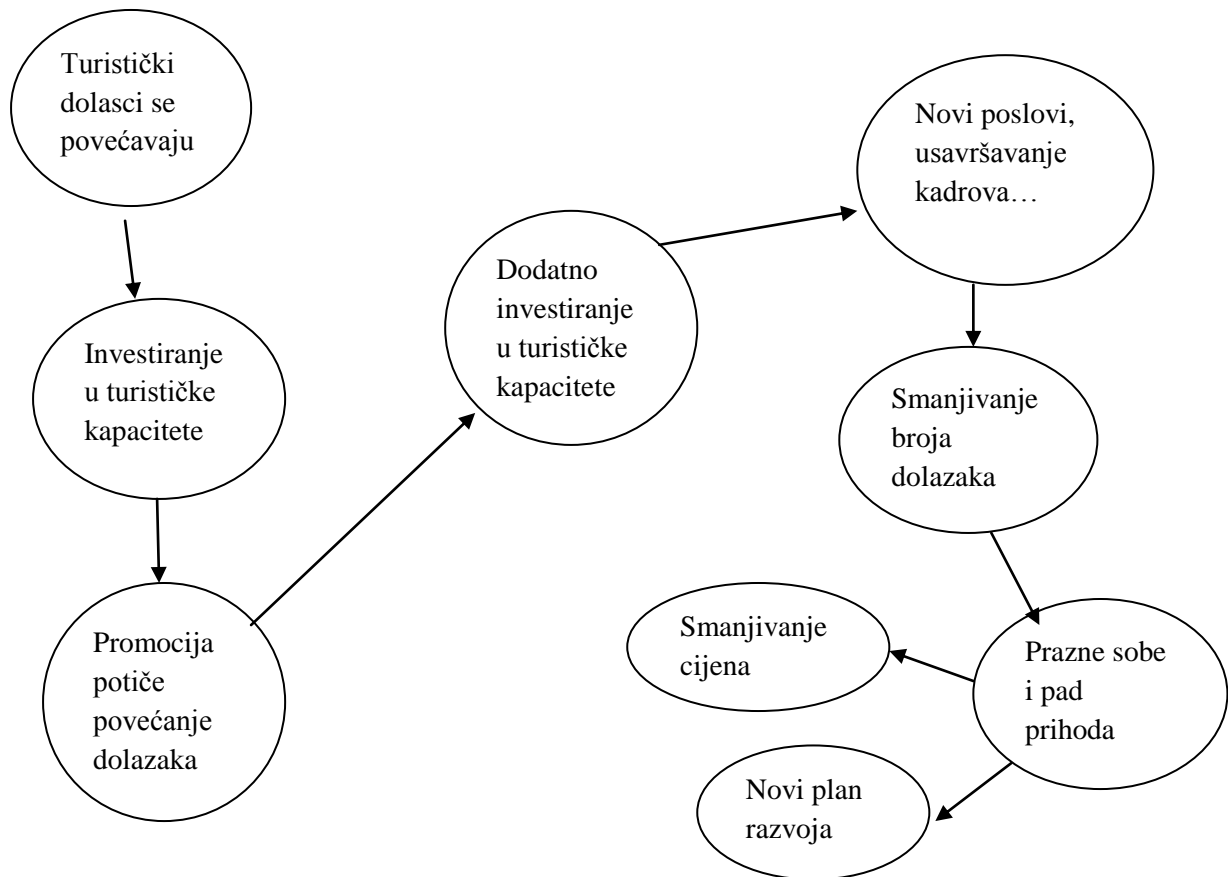 Turistički
dolasci se
povećavaju
Investiranje
u turističke
kapacitete
Promocija
potiče
povećanje
dolazaka
Dodatno
investiranje
u turističke
kapacitete
Novi poslovi,
usavršavanje
kadrova…
Smanjivanje
broja
dolazaka
Prazne sobe
i pad
prihoda
Smanjivanje
cijena
Novi plan
razvoja